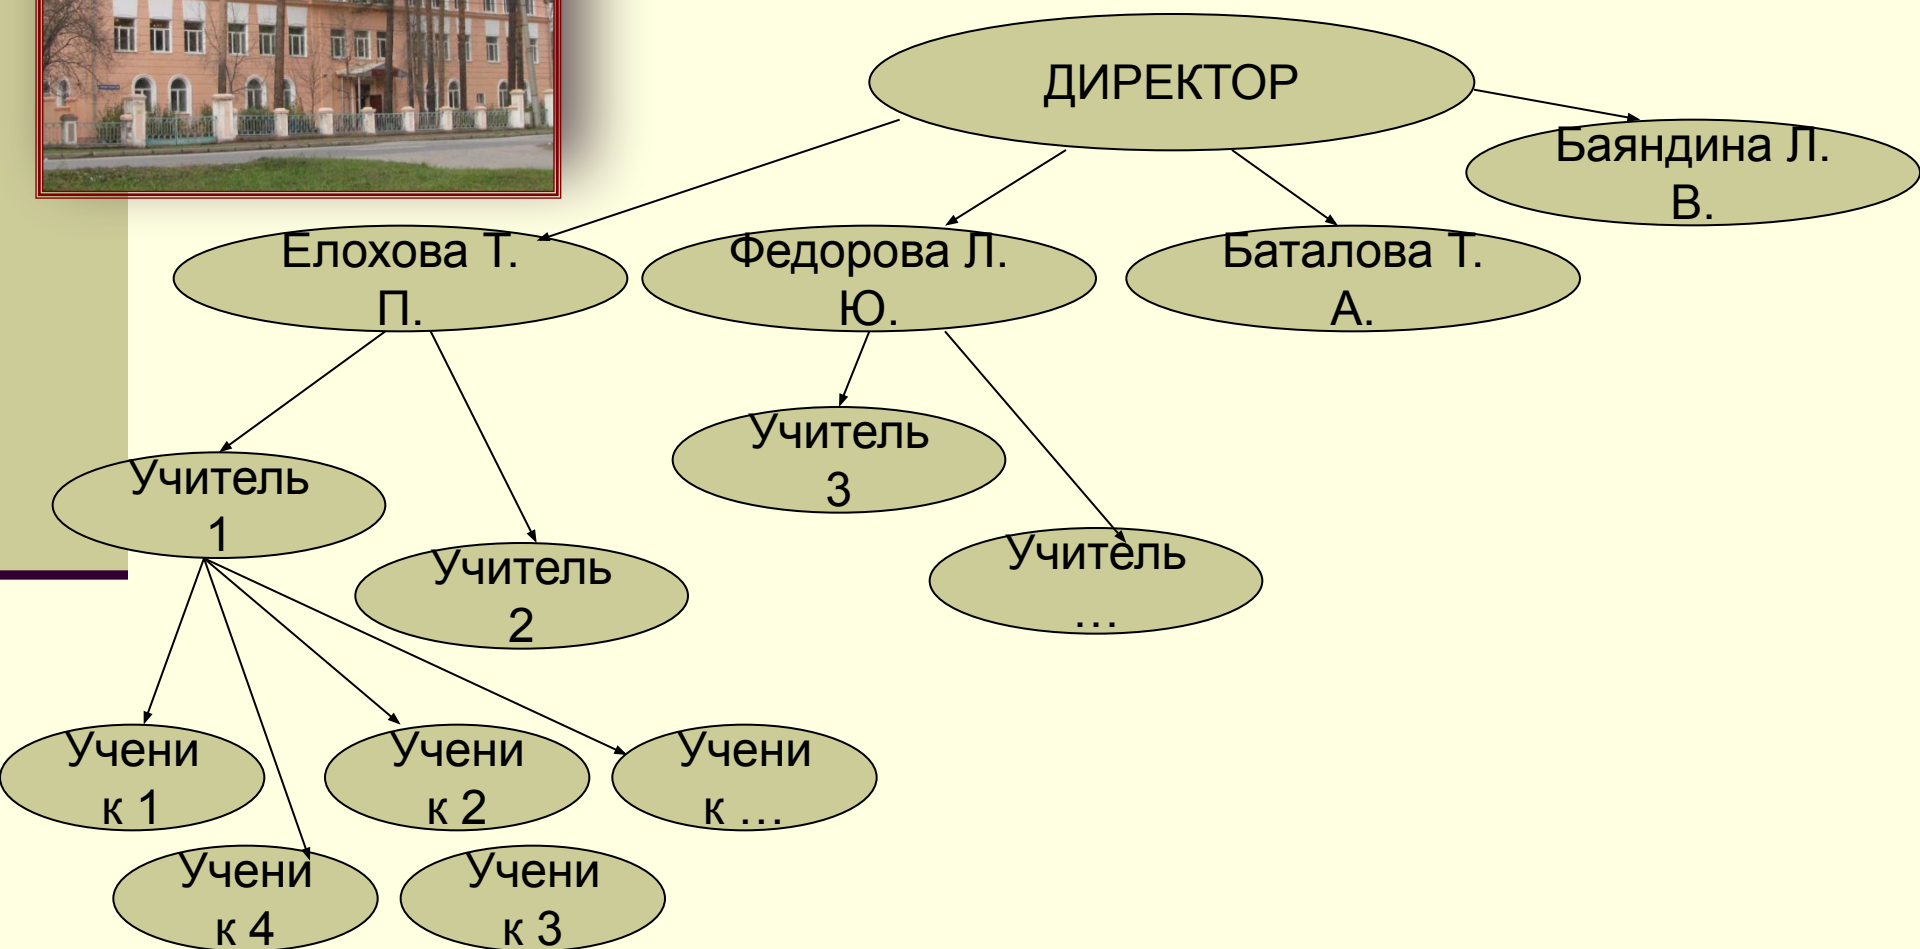 ДИРЕКТОР
Баяндина Л.
В.
Елохова Т.
П.
Федорова Л.
Ю.
Баталова Т.
А.
Учитель
3
Учитель
1
Учитель
2
Учитель
…
Учени
к 1
Учени
к 2
Учени
к …
Учени
к 4
Учени
к 3